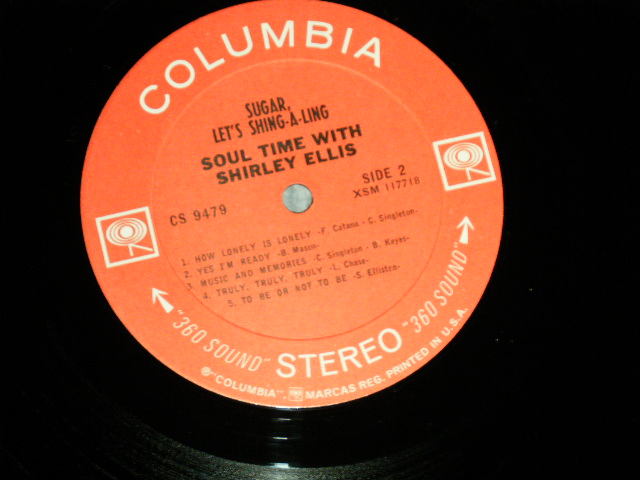 COLUMBIA
SUGAR,
LET'S SHING-A-LING
SOUL TIME WITH
SHIRLEY ELLIS
SIDE 2
CS 9479
XSM 117718
1. HOW LONELY IS LONELY -F. Catana - C. Singleton-
2. YES I'M READY -B. Mason-
3. MUSIC AND MEMORIES -C. Singleton - B. Keyes-
4. TRULY, TRULY, TRULY -L. Chase-
5. TO BE OR NOT TO BE -S. Elliston-
"360 SOUND" STEREO "360 SOUND"
℗"COLUMBIA", MARCAS REG. PRINTED IN U.S.A.